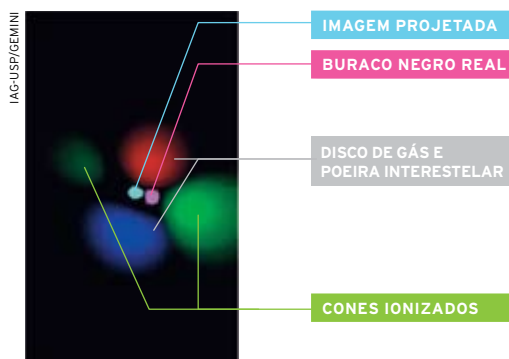 IAG-USP/GEMINI
IMAGEM PROJETADA
BURACO NEGRO REAL
DISCO DE GÁS E
POEIRA INTERESTELAR
CONES IONIZADOS